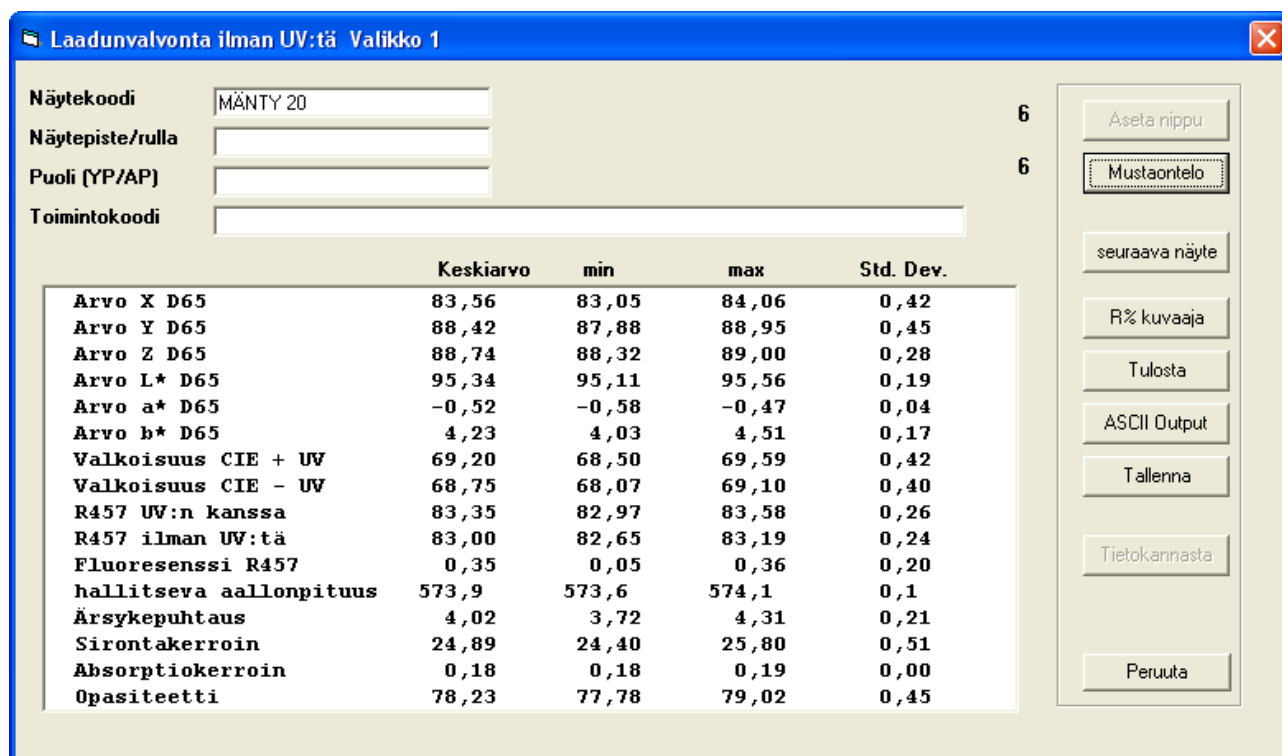 Laadunvalvonta ilman UV:tä Valikko 1
Näytekoodi MÄNTY 20 6 Aseta nippu
Näytepiste/rulla
Puoli (YP/AP) 6 Mustaontelo
Toimintokoodi
seuraava näyte
Keskiarvo min max Std. Dev.
Arvo X D65 83,56 83,05 84,06 0,42
Arvo Y D65 88,42 87,88 88,95 0,45
R% kuvaaja
Arvo Z D65 88,74 88,32 89,00 0,28
Arvo L* D65 95,34 95,11 95,56 0,19
Tulosta
Arvo a* D65 -0,52 -0,58 -0,47 0,04
Arvo b* D65 4,23 4,03 4,51 0,17
ASCII Output
Valkoisuus CIE + UV 69,20 68,50 69,59 0,42
Valkoisuus CIE - UV 68,75 68,07 69,10 0,40
Tallenna
R457 UV:n kanssa 83,35 82,97 83,58 0,26
R457 ilman UV:tä 83,00 82,65 83,19 0,24
Tietokannasta
Fluoresenssi R457 0,35 0,05 0,36 0,20
hallitseva aallonpituus 573,9 573,6 574,1 0,1
Ärsykepuhtaus 4,02 3,72 4,31 0,21
Sirontakerroin 24,89 24,40 25,80 0,51
Absorptiokerroin 0,18 0,18 0,19 0,00
Peruuta
Opasiteetti 78,23 77,78 79,02 0,45